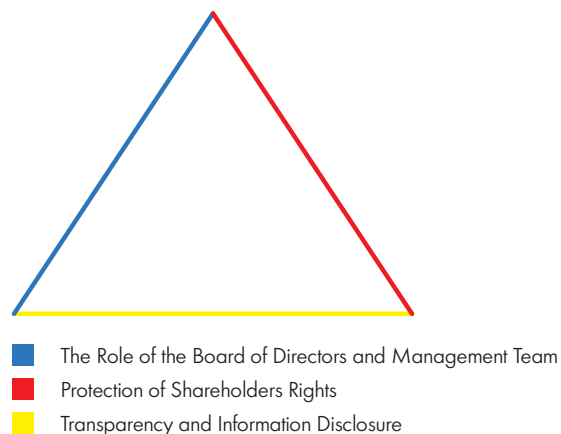 The Role of the Board of Directors and Management Team
Protection of Shareholders Rights
Transparency and Information Disclosure